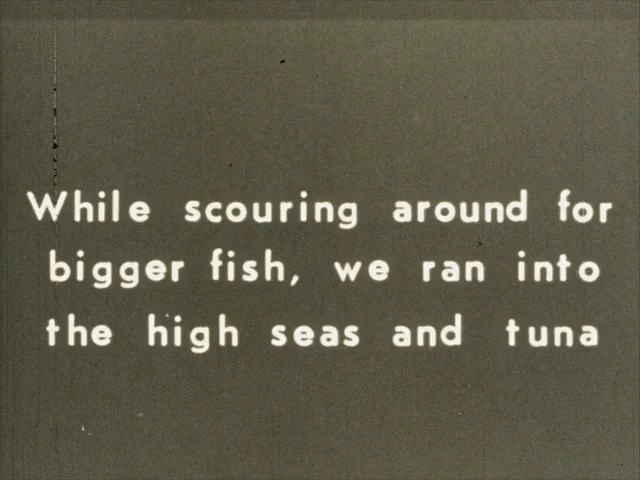 While scouring around for
bigger fish, we ran into
the high seas and tuna